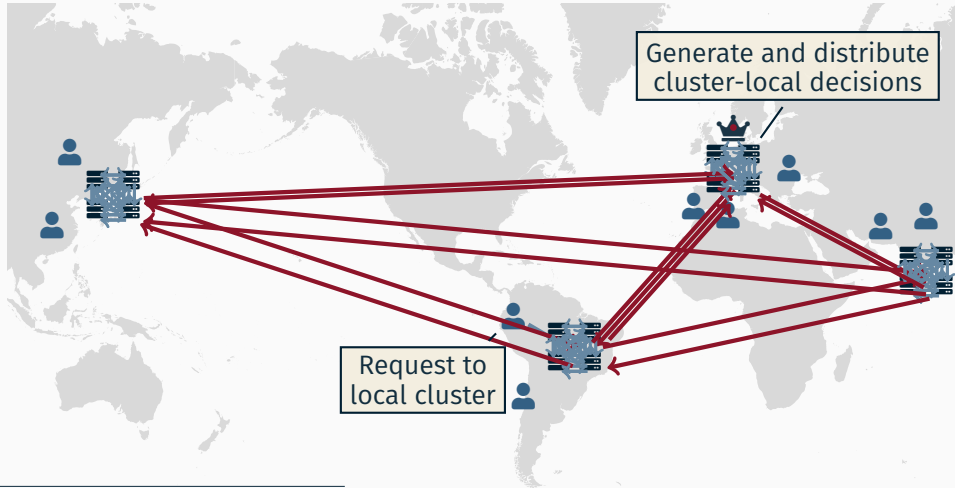 Generate and distribute
cluster-local decisions
Request to
local cluster